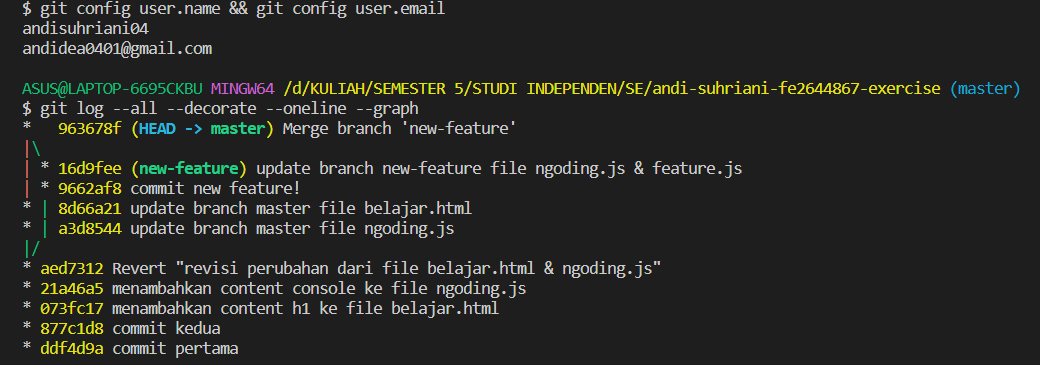 $ git config user.name && git config user.email
andisuhriani04
andidea0401@gmail.com
ASUS@LAPTOP-6695CKBU MINGW64 /d/KULIAH/SEMESTER 5/STUDI INDEPENDEN/SE/andi-suhriani-fe2644867-exercise (master)
$ git log --all --decorate --oneline --graph
*   963678f (HEAD -> master) Merge branch 'new-feature'
|\
| * 16d9fee (new-feature) update branch new-feature file ngoding.js & feature.js
| * 9662af8 commit new feature!
* | 8d66a21 update branch master file belajar.html
* | a3d8544 update branch master file ngoding.js
|/
* aed7312 Revert "revisi perubahan dari file belajar.html & ngoding.js"
* 21a46a5 menambahkan content console ke file ngoding.js
* 073fc17 menambahkan content h1 ke file belajar.html
* 877c1d8 commit kedua
* ddf4d9a commit pertama